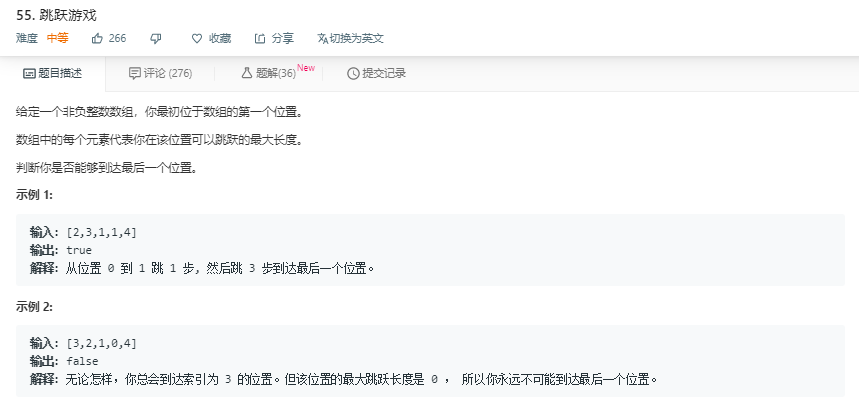 55. 跳跃游戏
难度 中等 266 收藏 分享 切换为英文
题目描述 评论 (276) 题解(36) New 提交记录
给定一个非负整数数组，你最初位于数组的第一个位置。
数组中的每个元素代表你在该位置可以跳跃的最大长度。
判断你是否能够到达最后一个位置。
示例 1:
输入: [2,3,1,1,4]
输出: true
解释: 从位置 0 到 1 跳 1 步, 然后跳 3 步到达最后一个位置。
示例 2:
输入: [3,2,1,0,4]
输出: false
解释: 无论怎样，你总会到达索引为 3 的位置。但该位置的最大跳跃长度是 0 ， 所以你永远不可能到达最后一个位置。